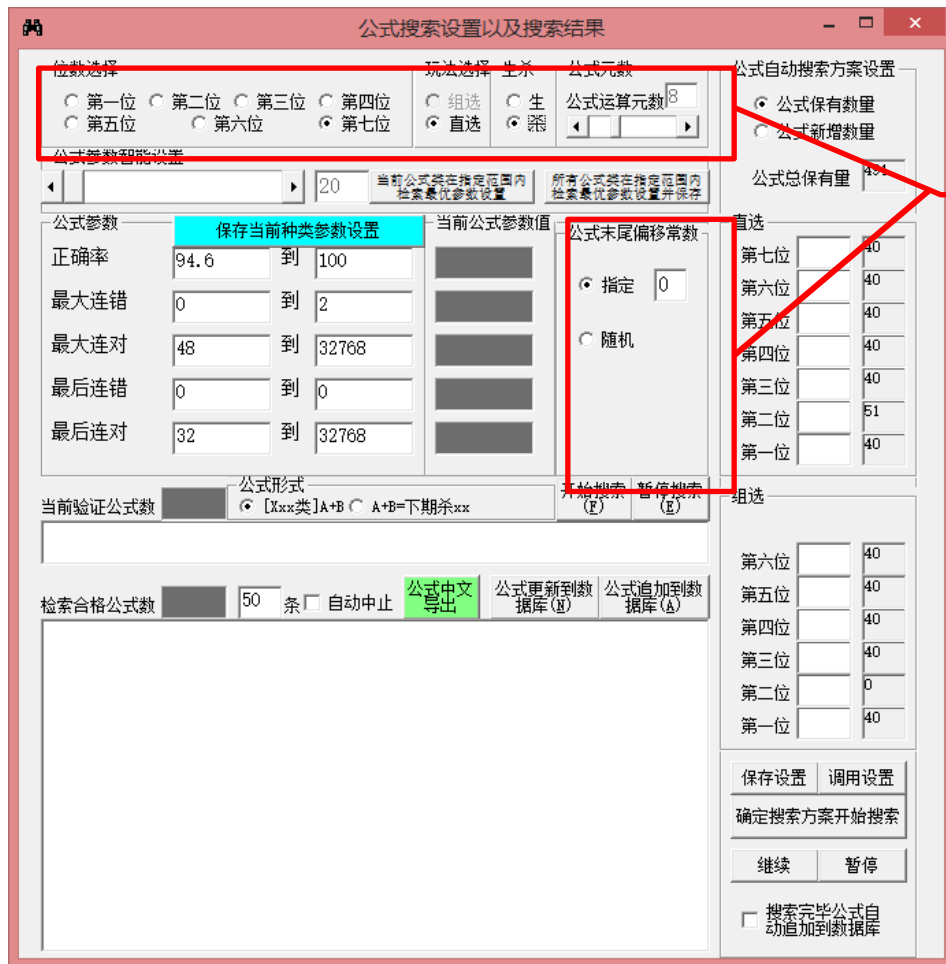 公式搜索设置以及搜索结果
位数选择
第一位 第二位 第三位 第四位
第五位 第六位 第七位
玩法选择
组选
直选
生杀
生
公式元数
公式运算元数 8
公式参数智能设置
20
当前公式类在指定范围内
检索最优参数设置
所有公式类在指定范围内
检索最优参数设置并保存
公式参数
保存当前种类参数设置
当前公式参数值
正确率 94.6 到 100
最大连错 0 到 2
最大连对 48 到 32768
最后连错 0 到 0
最后连对 32 到 32768
公式末尾偏移常数
指定 0
随机
当前验证公式数
公式形式
[Xxx类]A+B A+B=下期杀xx
开始搜索
(F)
暂停搜索
(E)
检索合格公式数 50 条 自动中止
公式中文
导出
公式更新到数
据库(N)
公式追加到数
据库(A)
公式自动搜索方案设置
公式保有数量
公式新增数量
公式总保有量 491
直选
第七位 40
第六位 40
第五位 40
第四位 40
第三位 40
第二位 51
第一位 40
组选
第六位 40
第五位 40
第四位 40
第三位 40
第二位 0
第一位 40
保存设置 调用设置
确定搜索方案开始搜索
继续 暂停
搜索完毕公式自
动追加到数据库